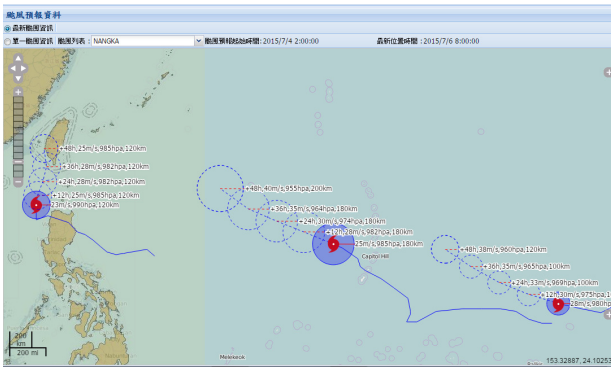 颱風預報資料
最新颱風資訊
單一颱風資訊 颱風列表： NANGKA 颱風預報起始時間:2015/7/4 2:00:00 最新位置時間：2015/7/6 8:00:00
+48h,25m/s,985hpa,120km
+36h,28m/s,982hpa,120km
+24h,28m/s,982hpa,120km
+12h,25m/s,985hpa,120km
23m/s,990hpa,120km
+48h,40m/s,955hpa,200km
+36h,35m/s,964hpa,180km
+24h,30m/s,974hpa,180km
+12h,28m/s,982hpa,180km
25m/s,985hpa,180km
Capitol Hill
+48h,38m/s,960hpa,120km
+36h,35m/s,965hpa,100km
+24h,33m/s,969hpa,100km
+12h,30m/s,975hpa,1
28m/s,980hp
200
km
200 mi
Melekeok
153.32887, 24.10253